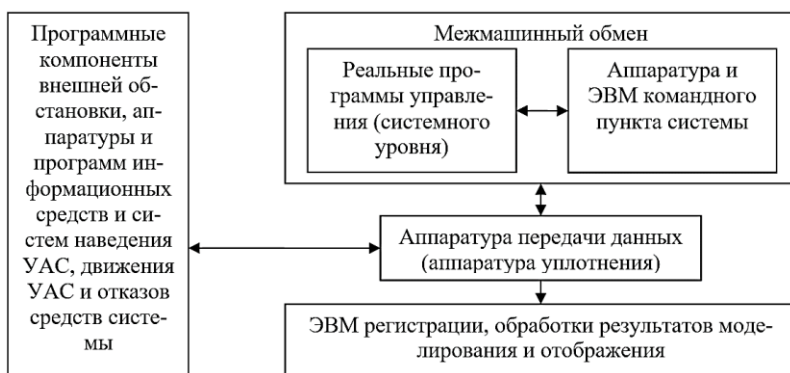 Программные
компоненты
внешней об-
становки, ап-
паратуры и
программ ин-
формационных
средств и си-
стем наведения
УАС, движения
УАС и отказов
средств систе-
мы
Межмашинный обмен
Реальные про-
граммы управле-
ния (системного
уровня)
Аппаратура и
ЭВМ командного
пункта системы
Аппаратура передачи данных
(аппаратура уплотнения)
ЭВМ регистрации, обработки результатов моде-
лирования и отображения